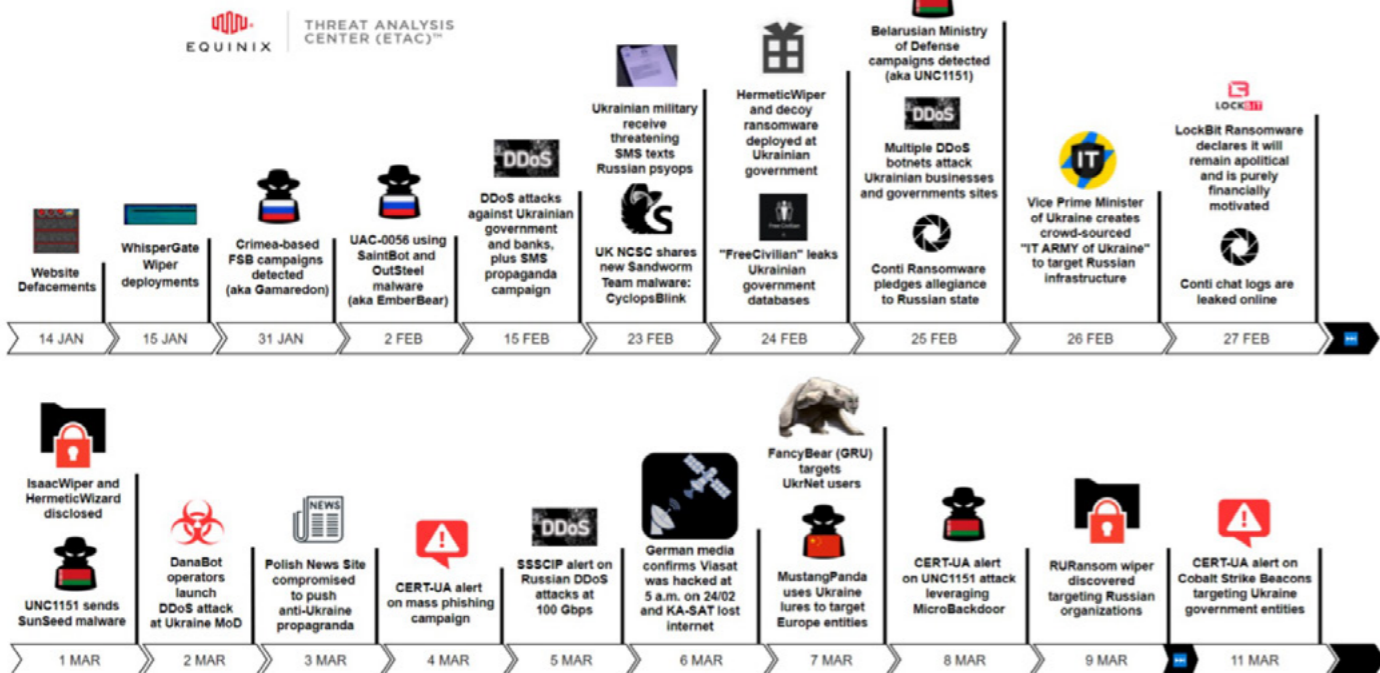 EQUINIX
THREAT ANALYSIS
CENTER (ETAC)™
Website
Defacements
14 JAN
WhisperGate
Wiper
deployments
15 JAN
Crimea-based
FSB campaigns
detected
(aka Gamaredon)
31 JAN
UAC-0056 using
SaintBot and
OutSteel
malware
(aka EmberBear)
2 FEB
DDoS
DDoS attacks
against Ukrainian
government
and banks,
plus SMS
propaganda
campaign
15 FEB
Ukrainian military
receive
threatening
SMS texts
Russian psyops
UK NCSC shares
new Sandworm
Team malware:
CyclopsBlink
23 FEB
HermeticWiper
and decoy
ransomware
deployed at
Ukrainian
government
Free Civilian
"FreeCivilian" leaks
Ukrainian
government
databases
24 FEB
Belarusian Ministry
of Defense
campaigns detected
(aka UNC1151)
DDoS
Multiple DDoS
botnets attack
Ukrainian businesses
and governments sites
Conti Ransomware
pledges allegiance
to Russian state
25 FEB
IT
Vice Prime Minister
of Ukraine creates
crowd-sourced
"IT ARMY of Ukraine"
to target Russian
infrastructure
26 FEB
LOCKBIT
LockBit Ransomware
declares it will
remain apolitical
and is purely
financially
motivated
Conti chat logs are
leaked online
27 FEB
IsaacWiper and
HermeticWizard
disclosed
UNC1151 sends
SunSeed malware
1 MAR
DanaBot
operators
launch
DDoS attack
at Ukraine MoD
2 MAR
NEWS
Polish News Site
compromised
to push
anti-Ukraine
propraganda
3 MAR
CERT-UA alert
on mass phishing
campaign
4 MAR
DDoS
SSSCIP alert on
Russian DDoS
attacks at
100 Gbps
5 MAR
German media
confirms Viasat
was hacked at
5 a.m. on 24/02
and KA-SAT lost
internet
6 MAR
FancyBear (GRU)
targets
UkrNet users
MustangPanda
uses Ukraine
lures to target
Europe entities
7 MAR
CERT-UA alert
on UNC1151 attack
leveraging
MicroBackdoor
8 MAR
RURansom wiper
discovered
targeting Russian
organizations
9 MAR
CERT-UA alert on
Cobalt Strike Beacons
targeting Ukraine
government entities
11 MAR